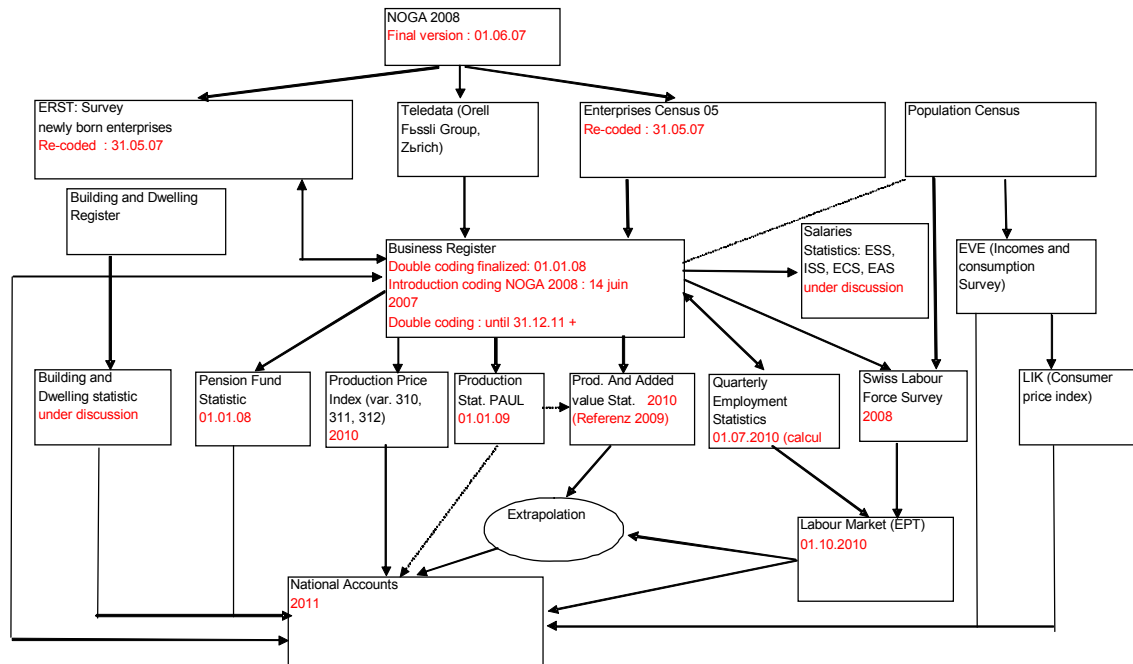 NOGA 2008
Final version : 01.06.07
ERST: Survey
newly born enterprises
Re-coded : 31.05.07
Teledata (Orell
Fьssli Group,
Zьrich)
Enterprises Census 05
Re-coded: 31.05.07
Population Census
Building and Dwelling
Register
Business Register
Double coding finalized: 01.01.08
Introduction coding NOGA 2008 : 14 juin
2007
Double coding : until 31.12.11 +
Salaries
Statistics: ESS,
ISS, ECS, EAS
under discussion
EVE (Incomes and
consumption
Survey)
Building and
Dwelling statistic
under discussion
Pension Fund
Statistic
01.01.08
Production Price
Index (var. 310,
311, 312)
2010
Production
Stat. PAUL
01.01.09
Prod. And Added
value Stat. 2010
(Referenz 2009)
Quarterly
Employment
Statistics
01.07.2010 (calcul
Swiss Labour
Force Survey
2008
LIK (Consumer
price index)
Extrapolation
Labour Market (EPT)
01.10.2010
National Accounts
2011